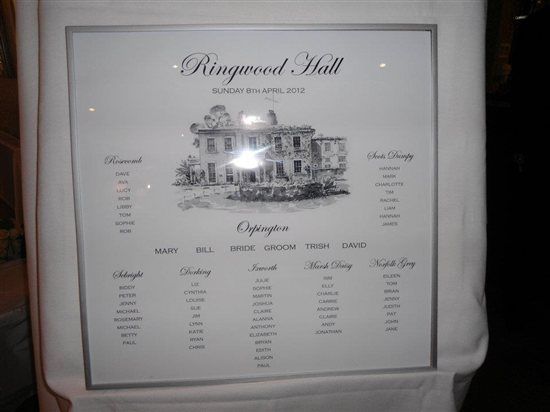 Ringwood Hall
SUNDAY 8TH APRIL 2012
Rosecomb
DAVE
AVA
LUCY
ROB
LIBBY
TOM
SOPHIE
ROB
Scots Dumpy
HANNAH
MARK
CHARLOTTE
TIM
RACHEL
LIAM
HANNAH
JAMES
Orpington
MARY BILL BRIDE GROOM TRISH DAVID
Sebright
BIDDY
PETER
JENNY
MICHAEL
ROSEMARY
MICHAEL
BETTY
PAUL
Dorking
LIZ
CYNTHIA
LOUISE
SUE
JIM
LYNN
KATIE
RYAN
CHRIS
Ixworth
JULIE
SOPHIE
MARTIN
JOSHUA
CLAIRE
ALANNA
ANTHONY
ELIZABETH
BRYAN
EDITH
ALISON
PAUL
Marsh Daisy
KIM
ELLY
CHARLIE
CARRIE
ANDREW
CLAIRE
ANDY
JONATHAN
Norfolk Grey
EILEEN
TOM
BRIAN
JENNY
JUDITH
PAT
JOHN
JANE